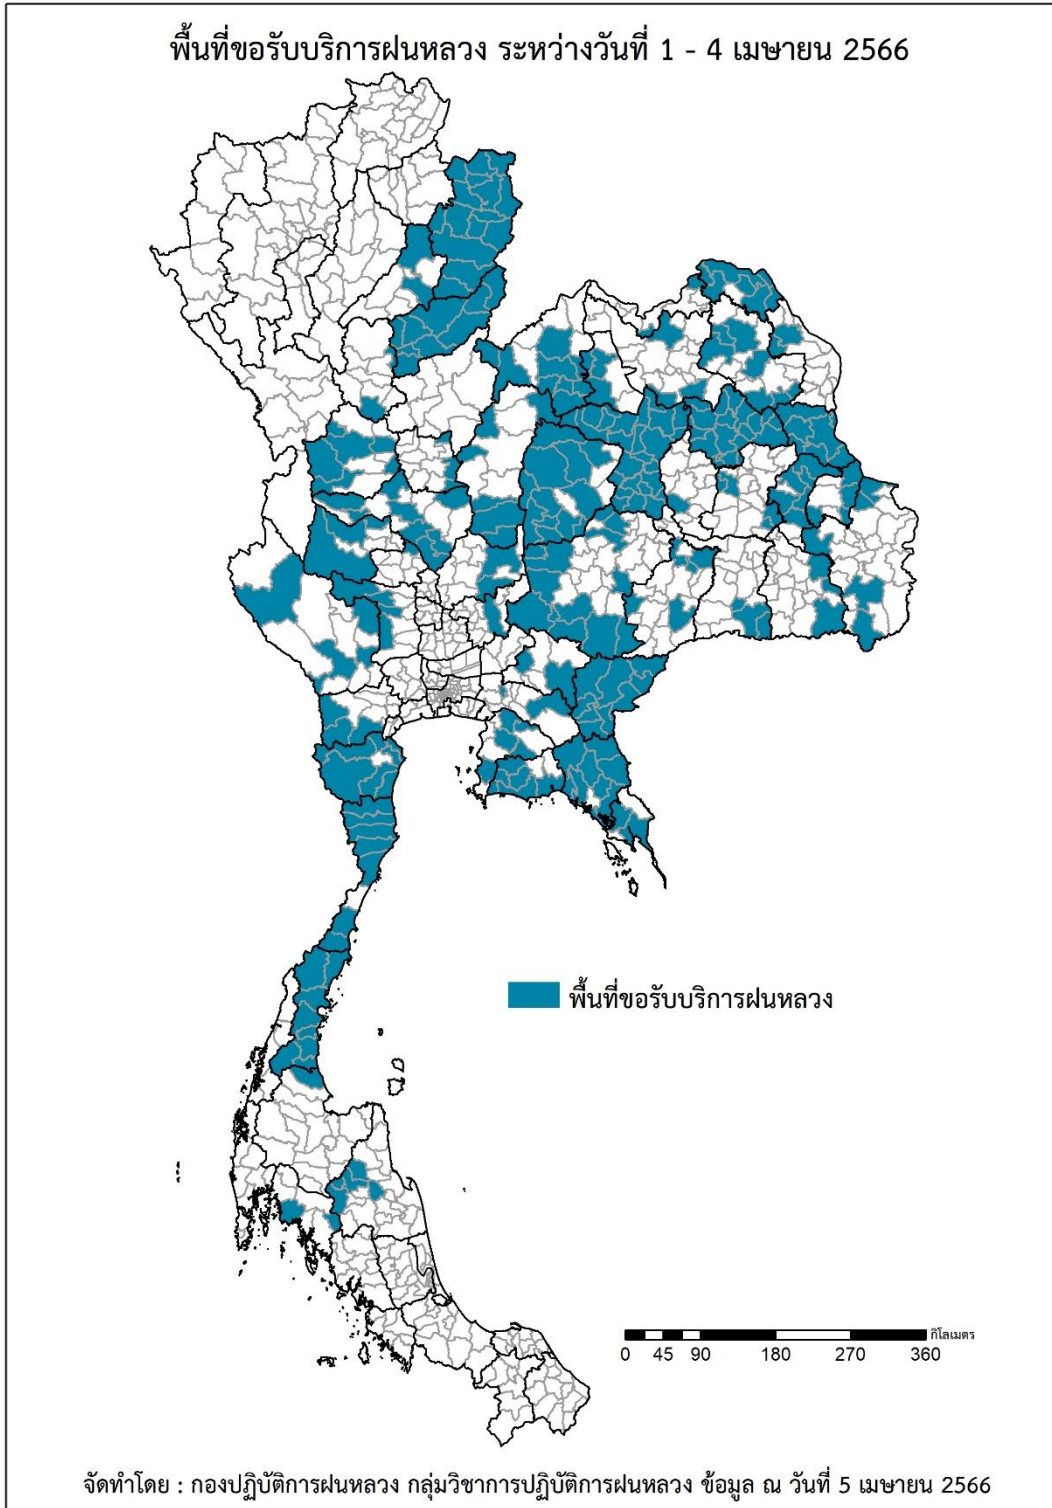 พื้นที่ขอรับบริการฝนหลวง ระหว่างวันที่ 1 - 4 เมษายน 2566
พื้นที่ขอรับบริการฝนหลวง
กิโลเมตร
0 45 90 180 270 360
จัดทำโดย : กองปฏิบัติการฝนหลวง กลุ่มวิชาการปฏิบัติการฝนหลวง ข้อมูล ณ วันที่ 5 เมษายน 2566